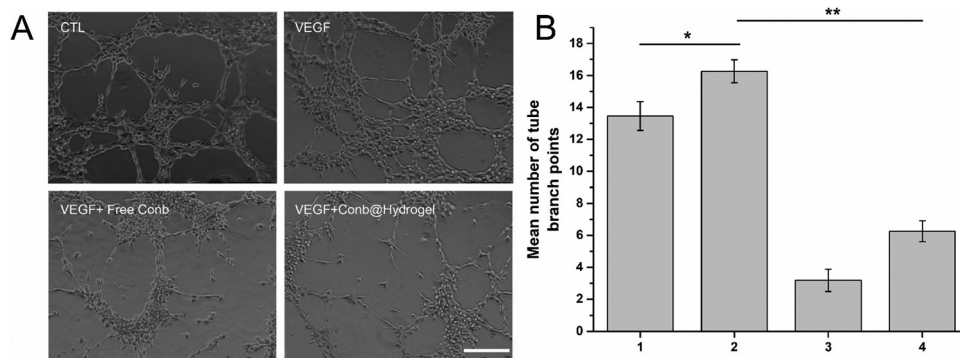 A
CTL
VEGF
VEGF+ Free Conb
VEGF+Conb@Hydrogel
B
*
**
Mean number of tube
branch points
18
16
14
12
10
8
6
4
2
0
1 2 3 4